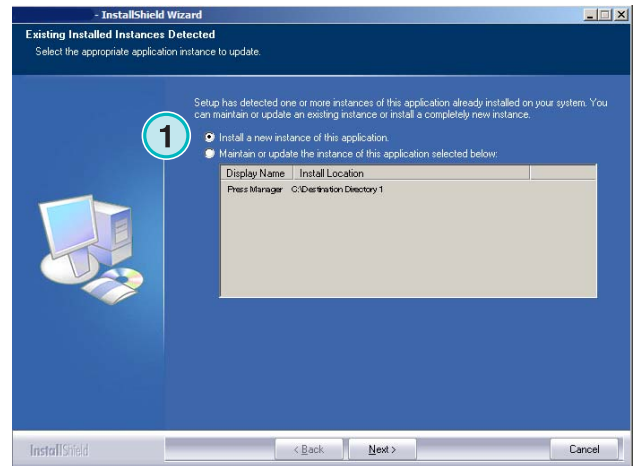 - InstallShield Wizard
Existing Installed Instances Detected
Select the appropriate application instance to update.
Setup has detected one or more instances of this application already installed on your system. You
can maintain or update an existing instance or install a completely new instance.
1
Install a new instance of this application.
Maintain or update the instance of this application selected below:
Display Name Install Location
Press Manager C:\Destination Directory 1
InstallShield
< Back Next > Cancel